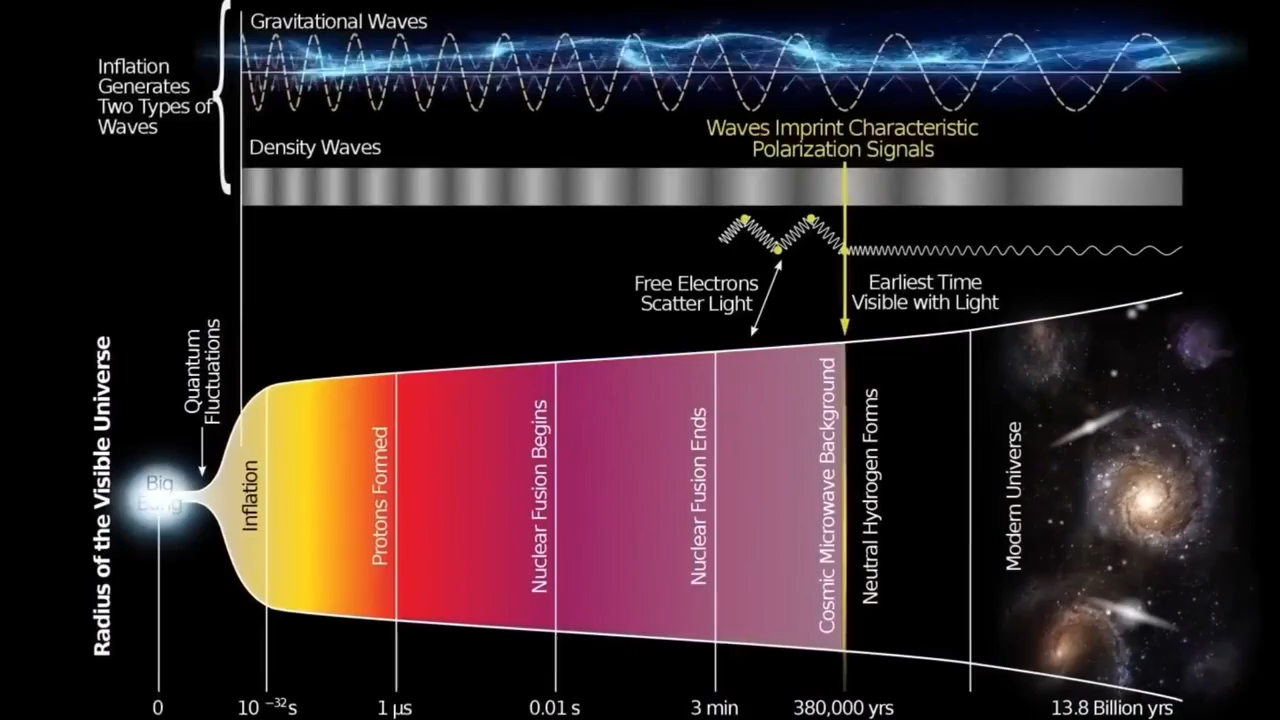 Gravitational Waves
Inflation
Generates
Two Types of
Waves
Waves Imprint Characteristic
Polarization Signals
Density Waves
Free Electrons
Scatter Light
Earliest Time
Visible with Light
Radius of the Visible Universe
Quantum
Fluctuations
Big
Bang
Inflation
Protons Formed
Nuclear Fusion Begins
Nuclear Fusion Ends
Cosmic Microwave Background
Neutral Hydrogen Forms
Modern Universe
0
10 ⁻³²s
1 µs
0.01 s
3 min
380,000 yrs
13.8 Billion yrs